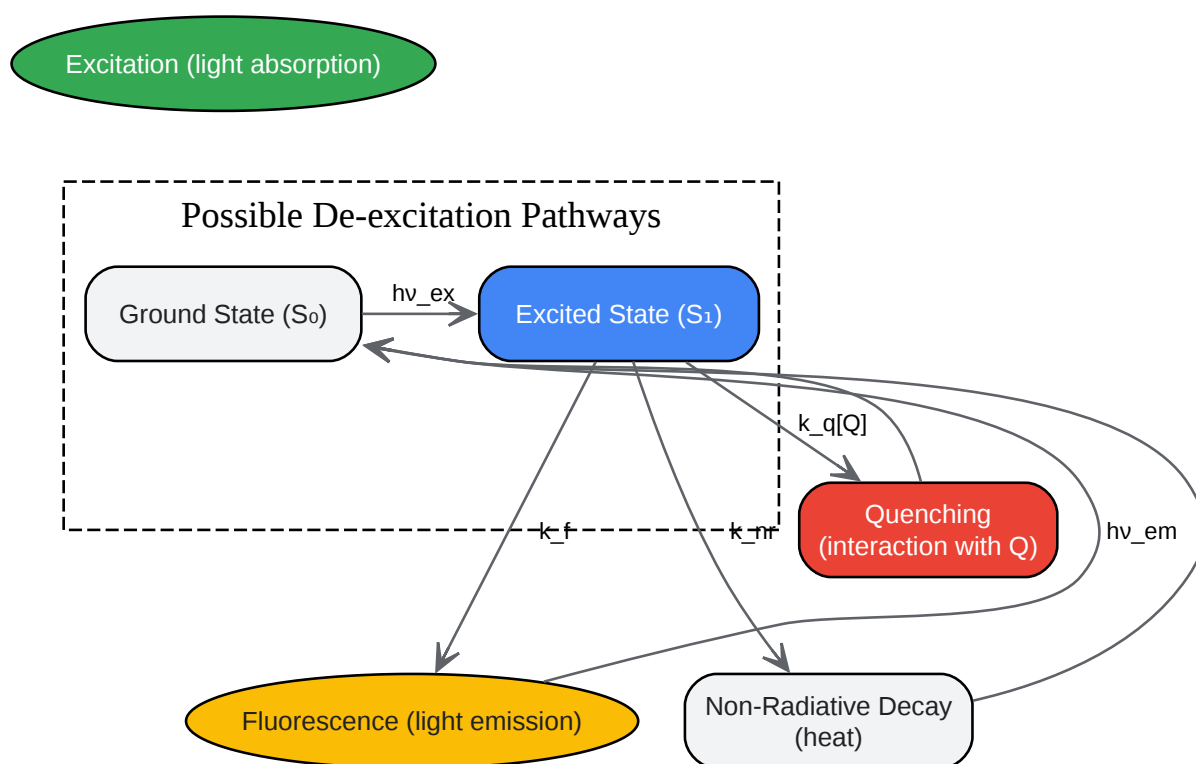 Excitation (light absorption)
Possible De-excitation Pathways
Ground State (S₀)
hν_ex
Excited State (S₁)
k_q[Q]
Quenching
(interaction with Q)
k_f
k_nr
hν_em
Fluorescence (light emission)
Non-Radiative Decay
(heat)